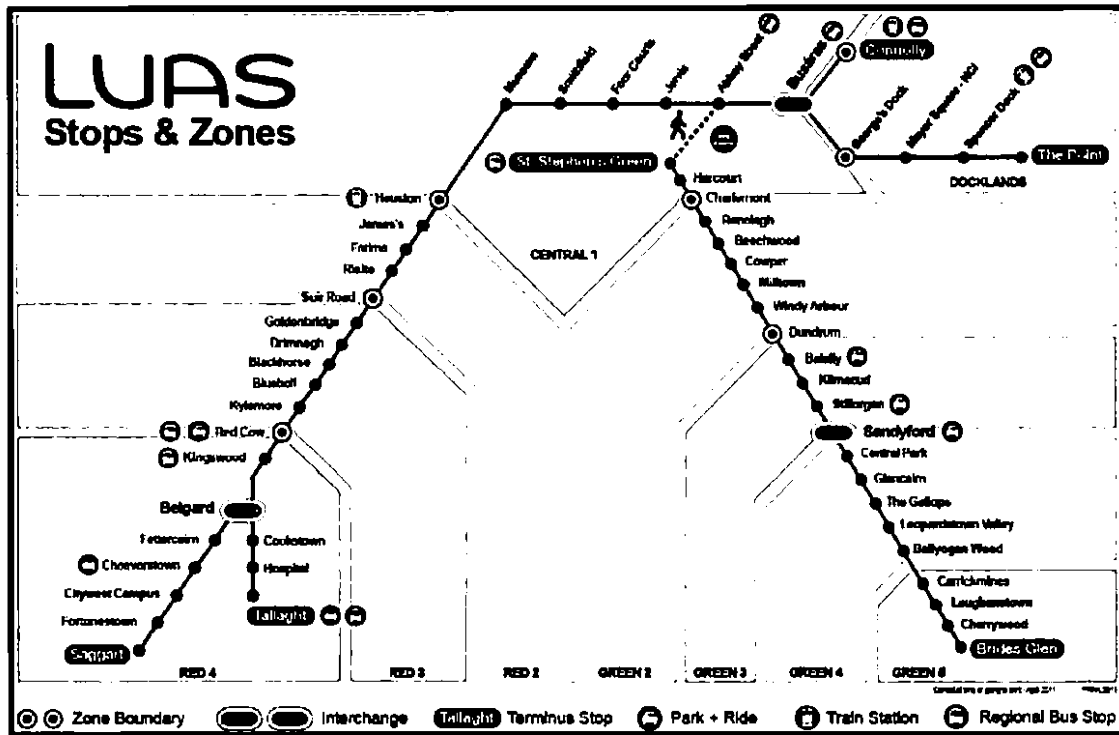 LUAS
Stops & Zones
Museum
Smithfield
Four Courts
Jervis
Abbey Street
Busáras
Connolly
George's Dock
Mayor Square - NCI
Spencer Dock
The Point
DOCKLANDS
St. Stephen's Green
Harcourt
Charlemont
Ranelagh
Beechwood
Cowper
Milltown
Windy Arbour
Dundrum
Balally
Kilmacud
Stillorgan
Sandyford
Central Park
Glencairn
The Gallops
Leopardstown Valley
Ballyogan Wood
Carrickmines
Laughanstown
Cherrywood
Brides Glen
CENTRAL 1
Heuston
James's
Fatima
Rialto
Suir Road
Goldenbridge
Drimnagh
Blackhorse
Bluebell
Kylemore
Red Cow
Kingswood
Belgard
Cookstown
Hospital
Tallaght
Fettercairn
Cheeverstown
Citywest Campus
Fortunestown
Saggart
RED 4
RED 3
RED 2
GREEN 2
GREEN 3
GREEN 4
GREEN 5
Zone Boundary
Interchange
Tallaght Terminus Stop
Park + Ride
Train Station
Regional Bus Stop